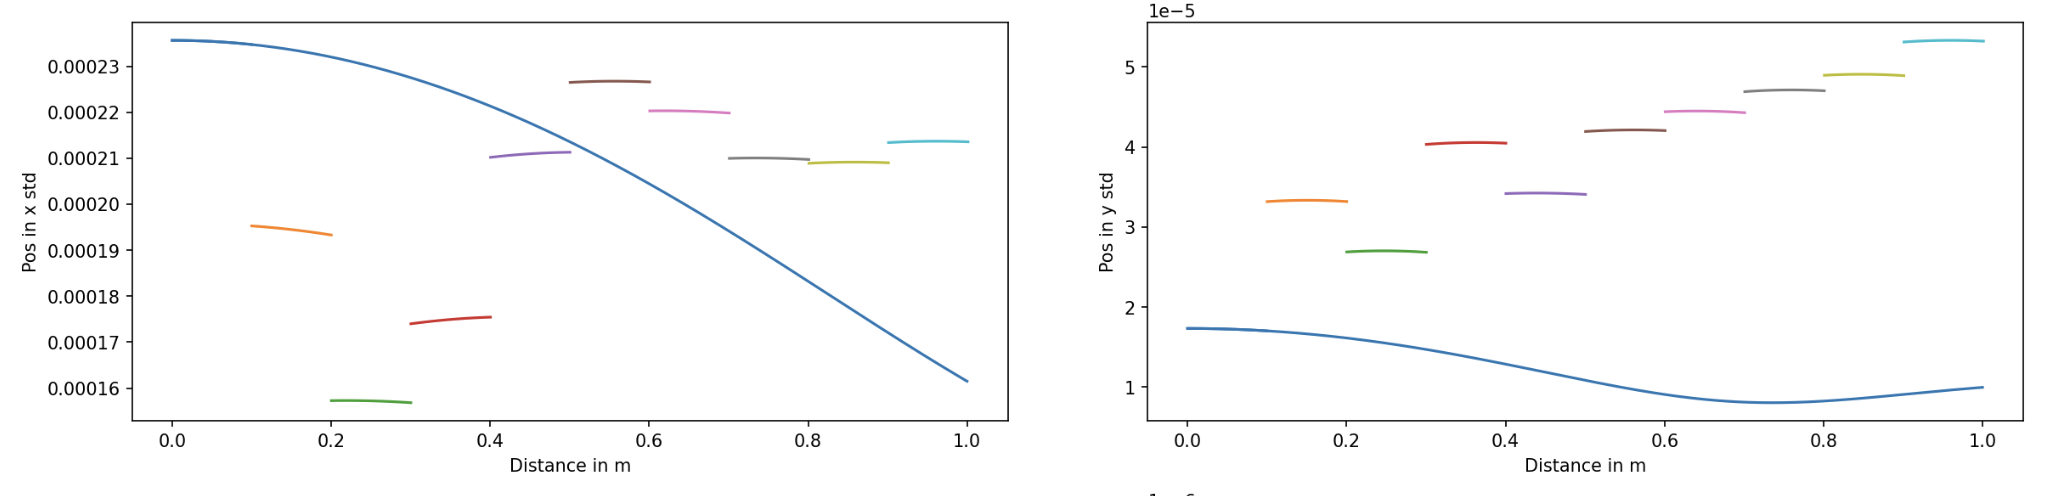 0.00023
0.00022
0.00021
0.00020
0.00019
0.00018
0.00017
0.00016
Pos in x std
0.0 0.2 0.4 0.6 0.8 1.0
Distance in m
1e−5
5
4
3
2
1
Pos in y std
0.0 0.2 0.4 0.6 0.8 1.0
Distance in m